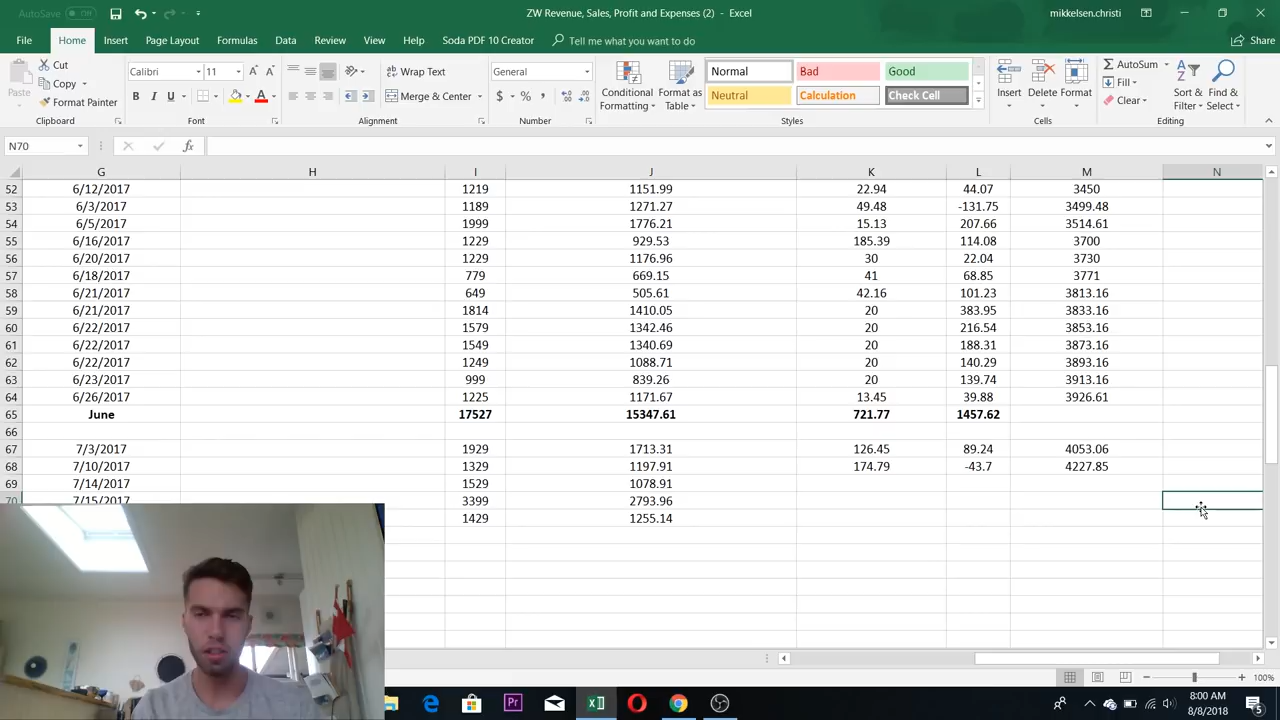 AutoSave Off
ZW Revenue, Sales, Profit and Expenses (2) - Excel
mikkelsen.christi
File Home Insert Page Layout Formulas Data Review View Help Soda PDF 10 Creator Tell me what you want to do Share
Paste
Cut
Copy
Format Painter
Clipboard
Calibri 11
B I U
Font
Wrap Text
Merge & Center
Alignment
General
$ % ,
Number
Conditional Formatting
Format as Table
Normal Bad Good
Neutral Calculation Check Cell
Styles
Insert Delete Format
Cells
AutoSum
Fill
Clear
Sort & Filter
Find & Select
Editing
N70 fx
G H I J K L M N
52 6/12/2017 1219 1151.99 22.94 44.07 3450
53 6/3/2017 1189 1271.27 49.48 -131.75 3499.48
54 6/5/2017 1999 1776.21 15.13 207.66 3514.61
55 6/16/2017 1229 929.53 185.39 114.08 3700
56 6/20/2017 1229 1176.96 30 22.04 3730
57 6/18/2017 779 669.15 41 68.85 3771
58 6/21/2017 649 505.61 42.16 101.23 3813.16
59 6/21/2017 1814 1410.05 20 383.95 3833.16
60 6/22/2017 1579 1342.46 20 216.54 3853.16
61 6/22/2017 1549 1340.69 20 188.31 3873.16
62 6/22/2017 1249 1088.71 20 140.29 3893.16
63 6/23/2017 999 839.26 20 139.74 3913.16
64 6/26/2017 1225 1171.67 13.45 39.88 3926.61
65 June 17527 15347.61 721.77 1457.62
66
67 7/3/2017 1929 1713.31 126.45 89.24 4053.06
68 7/10/2017 1329 1197.91 174.79 -43.7 4227.85
69 7/14/2017 1529 1078.91
70 7/15/2017 3399 2793.96
1429 1255.14
100%
Pr
8:00 AM
8/8/2018
5